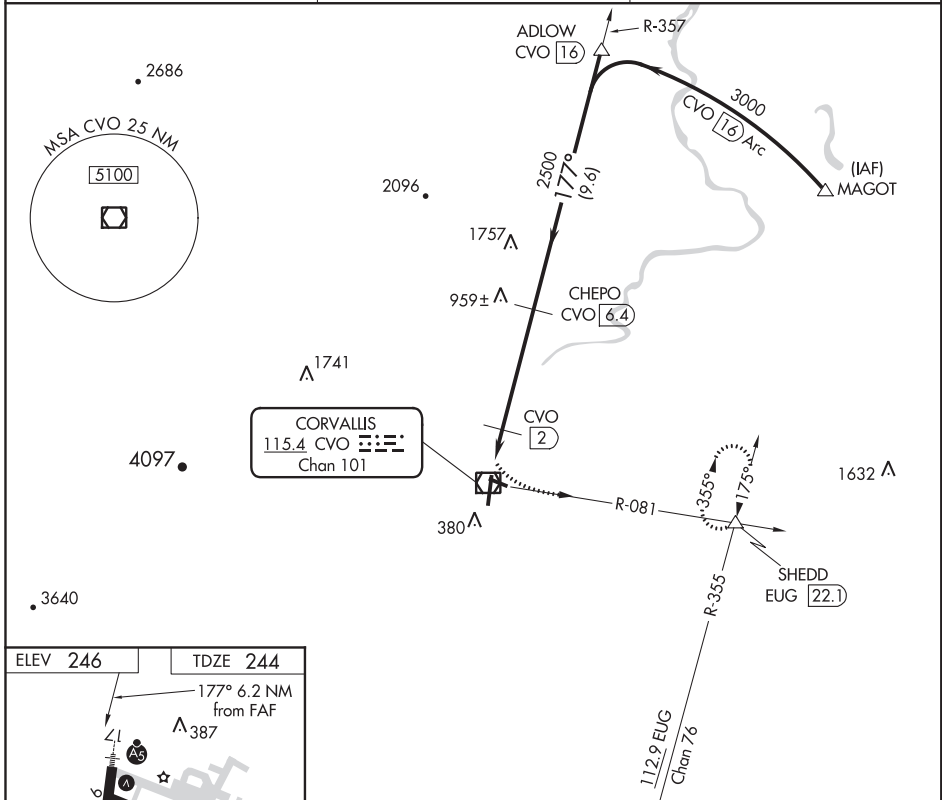 ADLOW
CVO 16
R-357
2686
MSA CVO 25 NM
5100
3000
CVO 16 Arc
(IAF)
MAGOT
2500
177°
(9.6)
2096
1757
959±
CHEPO
CVO 6.4
1741
CORVALLIS
115.4 CVO
Chan 101
CVO
2
4097
1632
355°
175°
R-081
380
SHEDD
EUG 22.1
R-355
3640
112.9 EUG
Chan 76
ELEV 246
TDZE 244
177° 6.2 NM
from FAF
387
17
A5
V
9